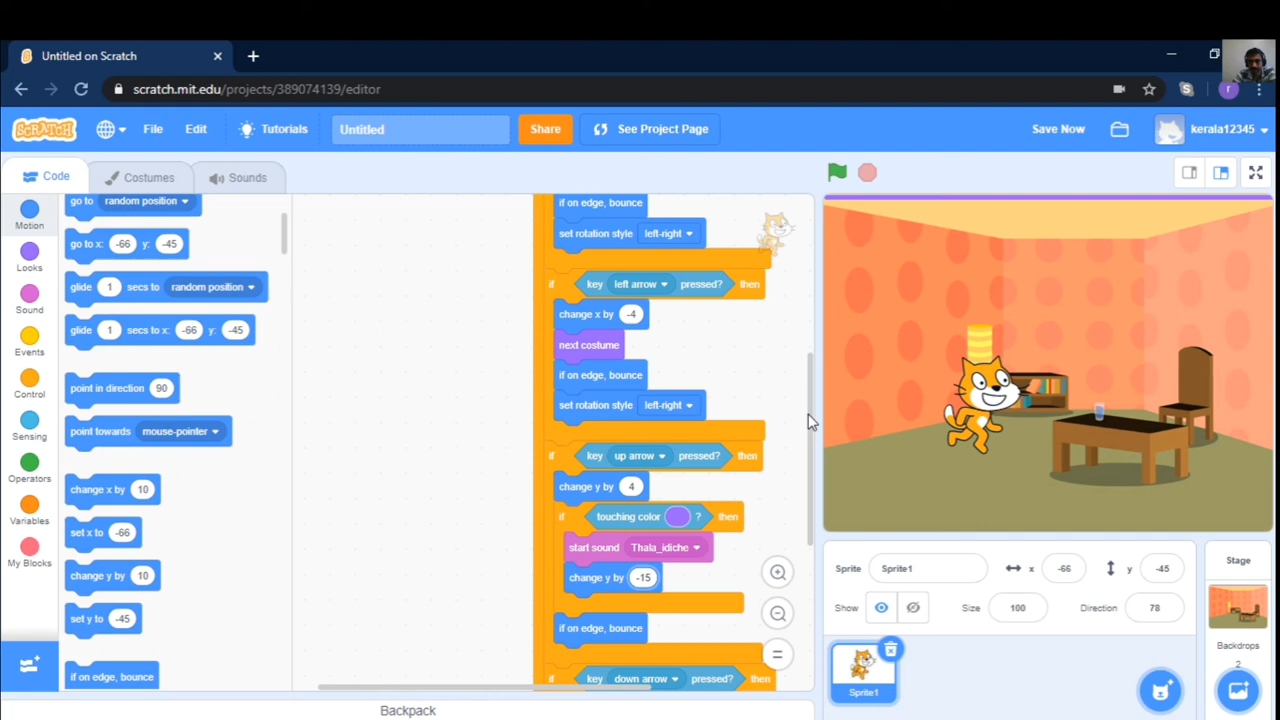 Untitled on Scratch
scratch.mit.edu/projects/389074139/editor
SCRATCH File Edit Tutorials Untitled Share See Project Page Save Now kerala12345
Code Costumes Sounds
Motion
Looks
Sound
Events
Control
Sensing
Operators
Variables
My Blocks
go to random position
go to x: -66 y: -45
glide 1 secs to random position
glide 1 secs to x: -66 y: -45
point in direction 90
point towards mouse-pointer
change x by 10
set x to -66
change y by 10
set y to -45
if on edge, bounce
if on edge, bounce
set rotation style left-right
if key left arrow pressed? then
change x by -4
next costume
if on edge, bounce
set rotation style left-right
if key up arrow pressed? then
change y by 4
if touching color ? then
start sound Thala_idiche
change y by -15
if on edge, bounce
if key down arrow pressed? then
Sprite Sprite1 x -66 y -45
Show Size 100 Direction 78
Sprite1
Stage
Backdrops
2
Backpack